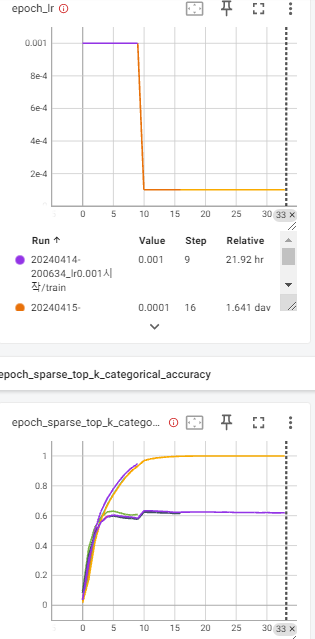 epoch_lr
0.001
8e-4
6e-4
4e-4
2e-4
0 5 10 15 20 25 30 33 ×
Run ↑ Value Step Relative
20240414- 0.001 9 21.92 hr
200634_lr0.001시
작/train
20240415- 0.0001 16 1.641 day
epoch_sparse_top_k_categorical_accuracy
epoch_sparse_top_k_catego...
1
0.8
0.6
0.4
0.2
0
0 5 10 15 20 25 30 33 ×